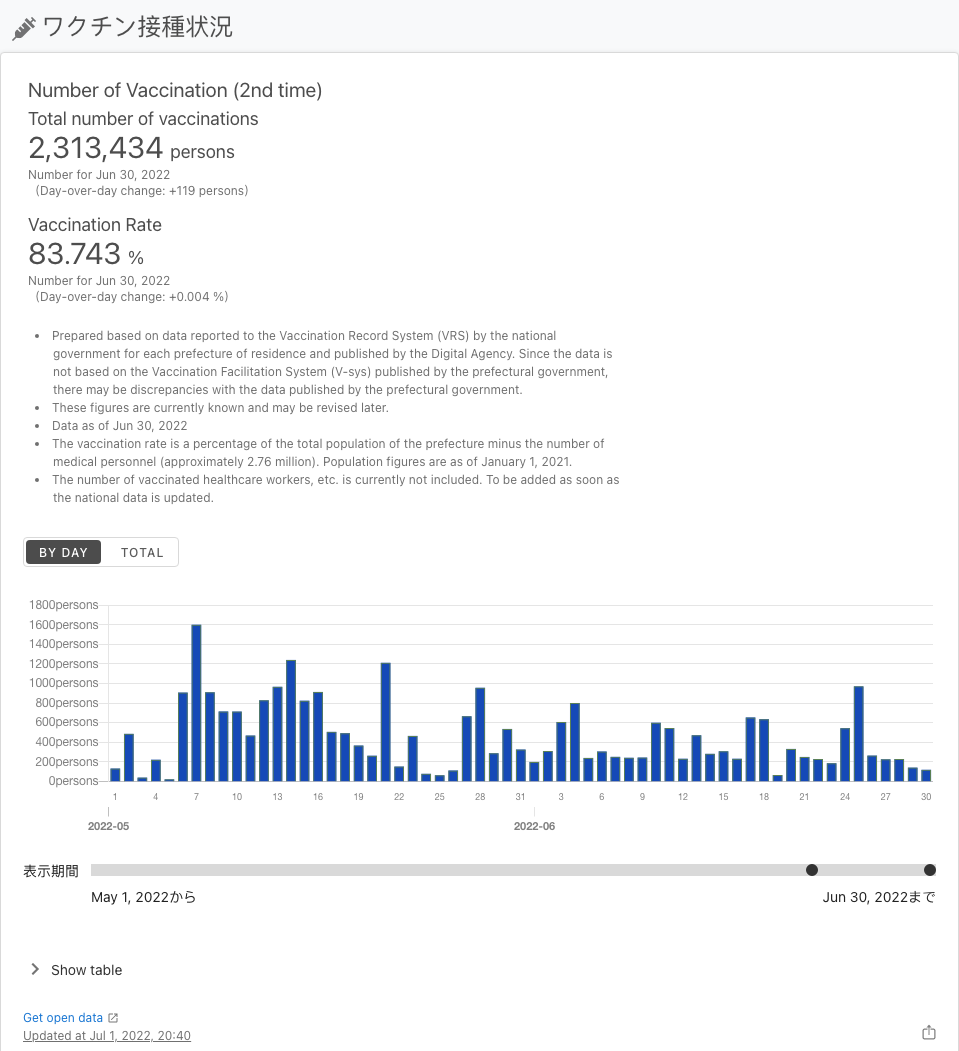 ワクチン接種状況
Number of Vaccination (2nd time)
Total number of vaccinations
2,313,434 persons
Number for Jun 30, 2022
(Day-over-day change: +119 persons)
Vaccination Rate
83.743 %
Number for Jun 30, 2022
(Day-over-day change: +0.004 %)
• Prepared based on data reported to the Vaccination Record System (VRS) by the national
government for each prefecture of residence and published by the Digital Agency. Since the data is
not based on the Vaccination Facilitation System (V-sys) published by the prefectural government,
there may be discrepancies with the data published by the prefectural government.
• These figures are currently known and may be revised later.
• Data as of Jun 30, 2022
• The vaccination rate is a percentage of the total population of the prefecture minus the number of
medical personnel (approximately 2.76 million). Population figures are as of January 1, 2021.
• The number of vaccinated healthcare workers, etc. is currently not included. To be added as soon as
the national data is updated.
BY DAY TOTAL
1800persons
1600persons
1400persons
1200persons
1000persons
800persons
600persons
400persons
200persons
0persons
1 4 7 10 13 16 19 22 25 28 31 3 6 9 12 15 18 21 24 27 30
2022-05 2022-06
表示期間
May 1, 2022から Jun 30, 2022まで
Show table
Get open data
Updated at Jul 1, 2022, 20:40